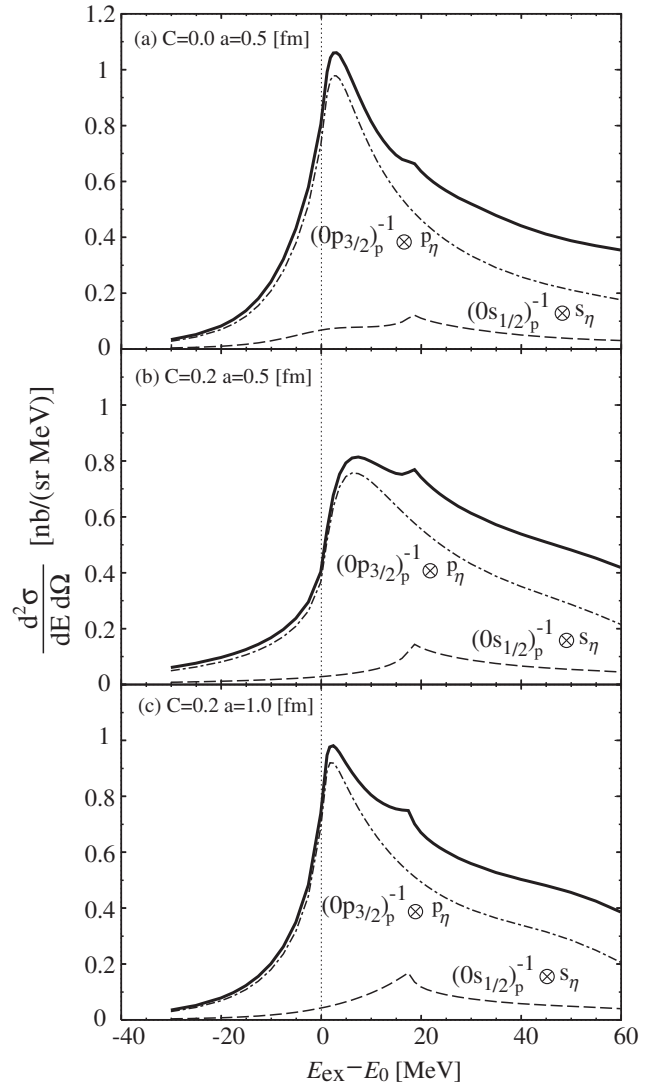 (a) C=0.0 a=0.5 [fm]
1.2
1
0.8
0.6
0.4
0.2
0
(0p3/2)p^-1 ⊗ pη
(0s1/2)p^-1 ⊗ sη
(b) C=0.2 a=0.5 [fm]
1
0.8
0.6
0.4
0.2
0
(0p3/2)p^-1 ⊗ pη
(0s1/2)p^-1 ⊗ sη
d²σ
dE dΩ
[nb/(sr MeV)]
(c) C=0.2 a=1.0 [fm]
1
0.8
0.6
0.4
0.2
0
(0p3/2)p^-1 ⊗ pη
(0s1/2)p^-1 ⊗ sη
-40 -20 0 20 40 60
Eex−E0 [MeV]